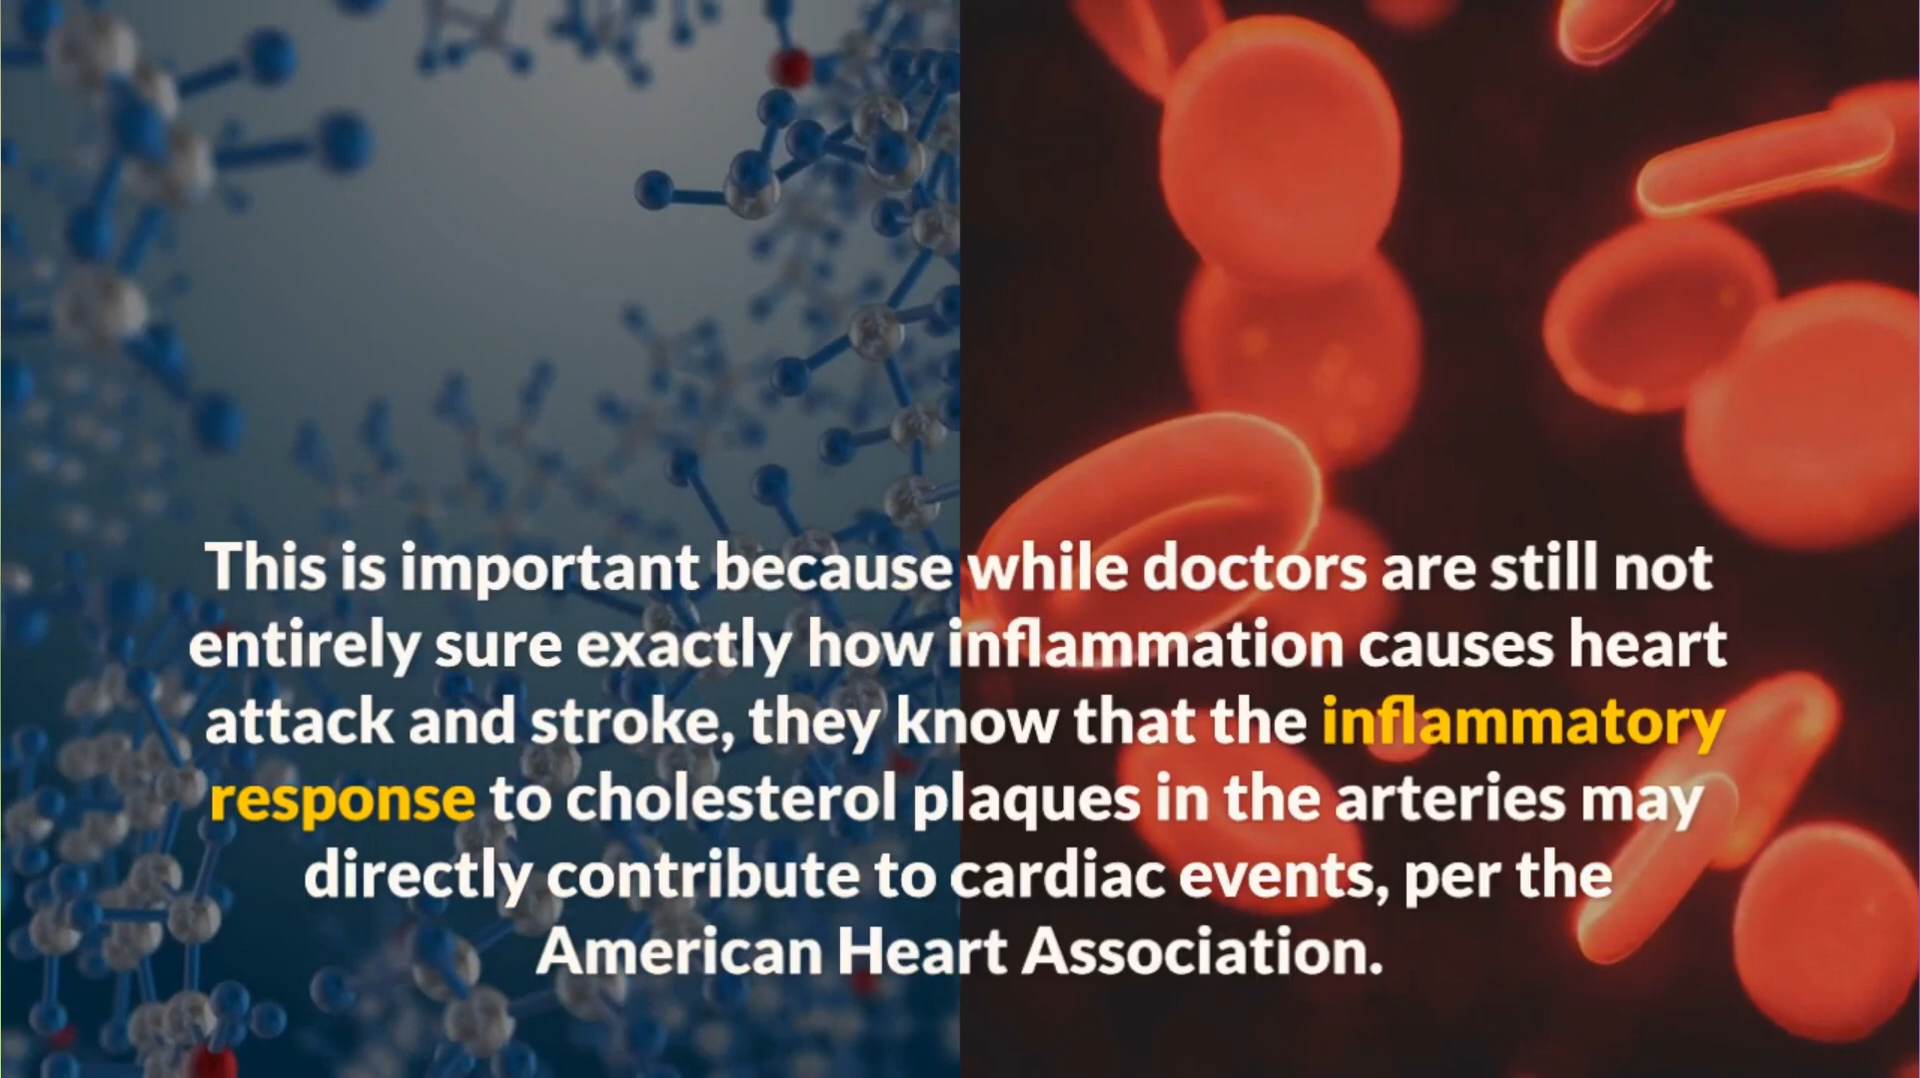 This is important because while doctors are still not
entirely sure exactly how inflammation causes heart
attack and stroke, they know that the inflammatory
response to cholesterol plaques in the arteries may
directly contribute to cardiac events, per the
American Heart Association.